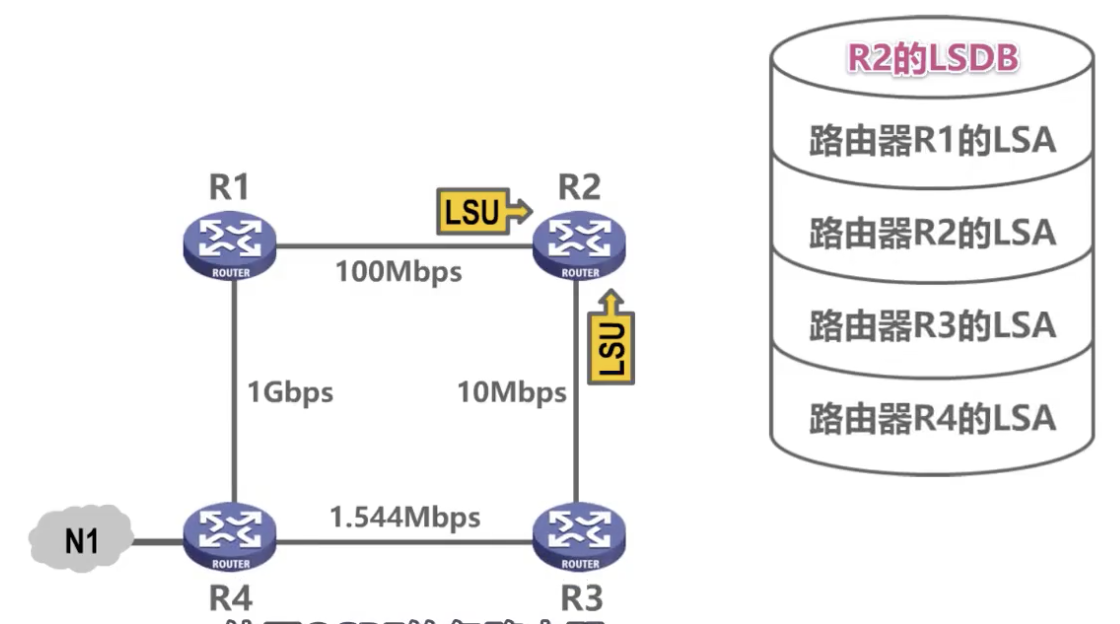 R2的LSDB
路由器R1的LSA
路由器R2的LSA
路由器R3的LSA
路由器R4的LSA
R1
LSU
R2
ROUTER
ROUTER
100Mbps
LSU
1Gbps
10Mbps
1.544Mbps
N1
ROUTER
ROUTER
R4
R3